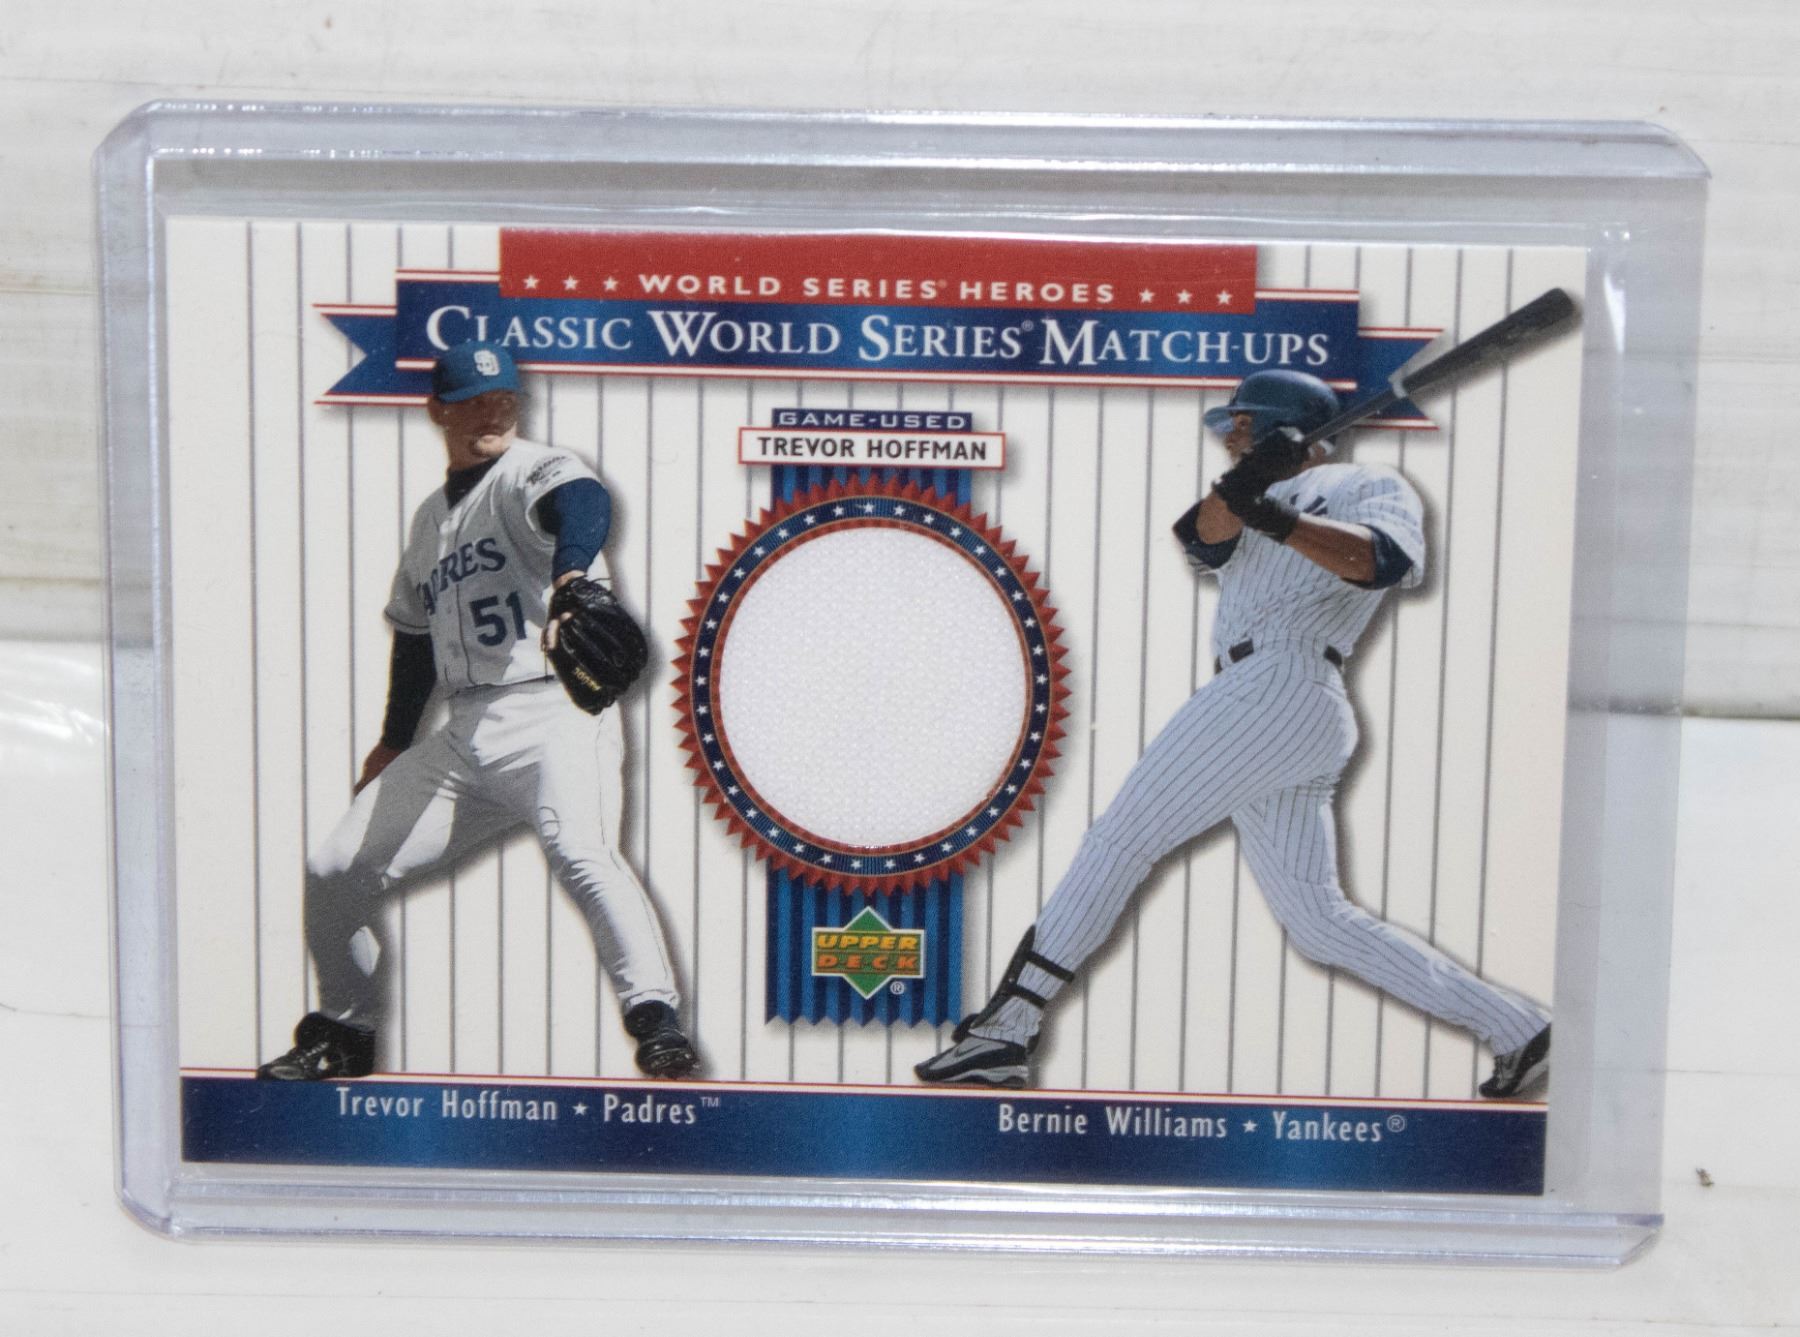 ★ ★ ★ WORLD SERIES® HEROES ★ ★ ★
CLASSIC WORLD SERIES® MATCH-UPS
GAME-USED
TREVOR HOFFMAN
SD
PADRES
51
UPPER
DECK
®
Trevor Hoffman ★ Padres™
Bernie Williams ★ Yankees®